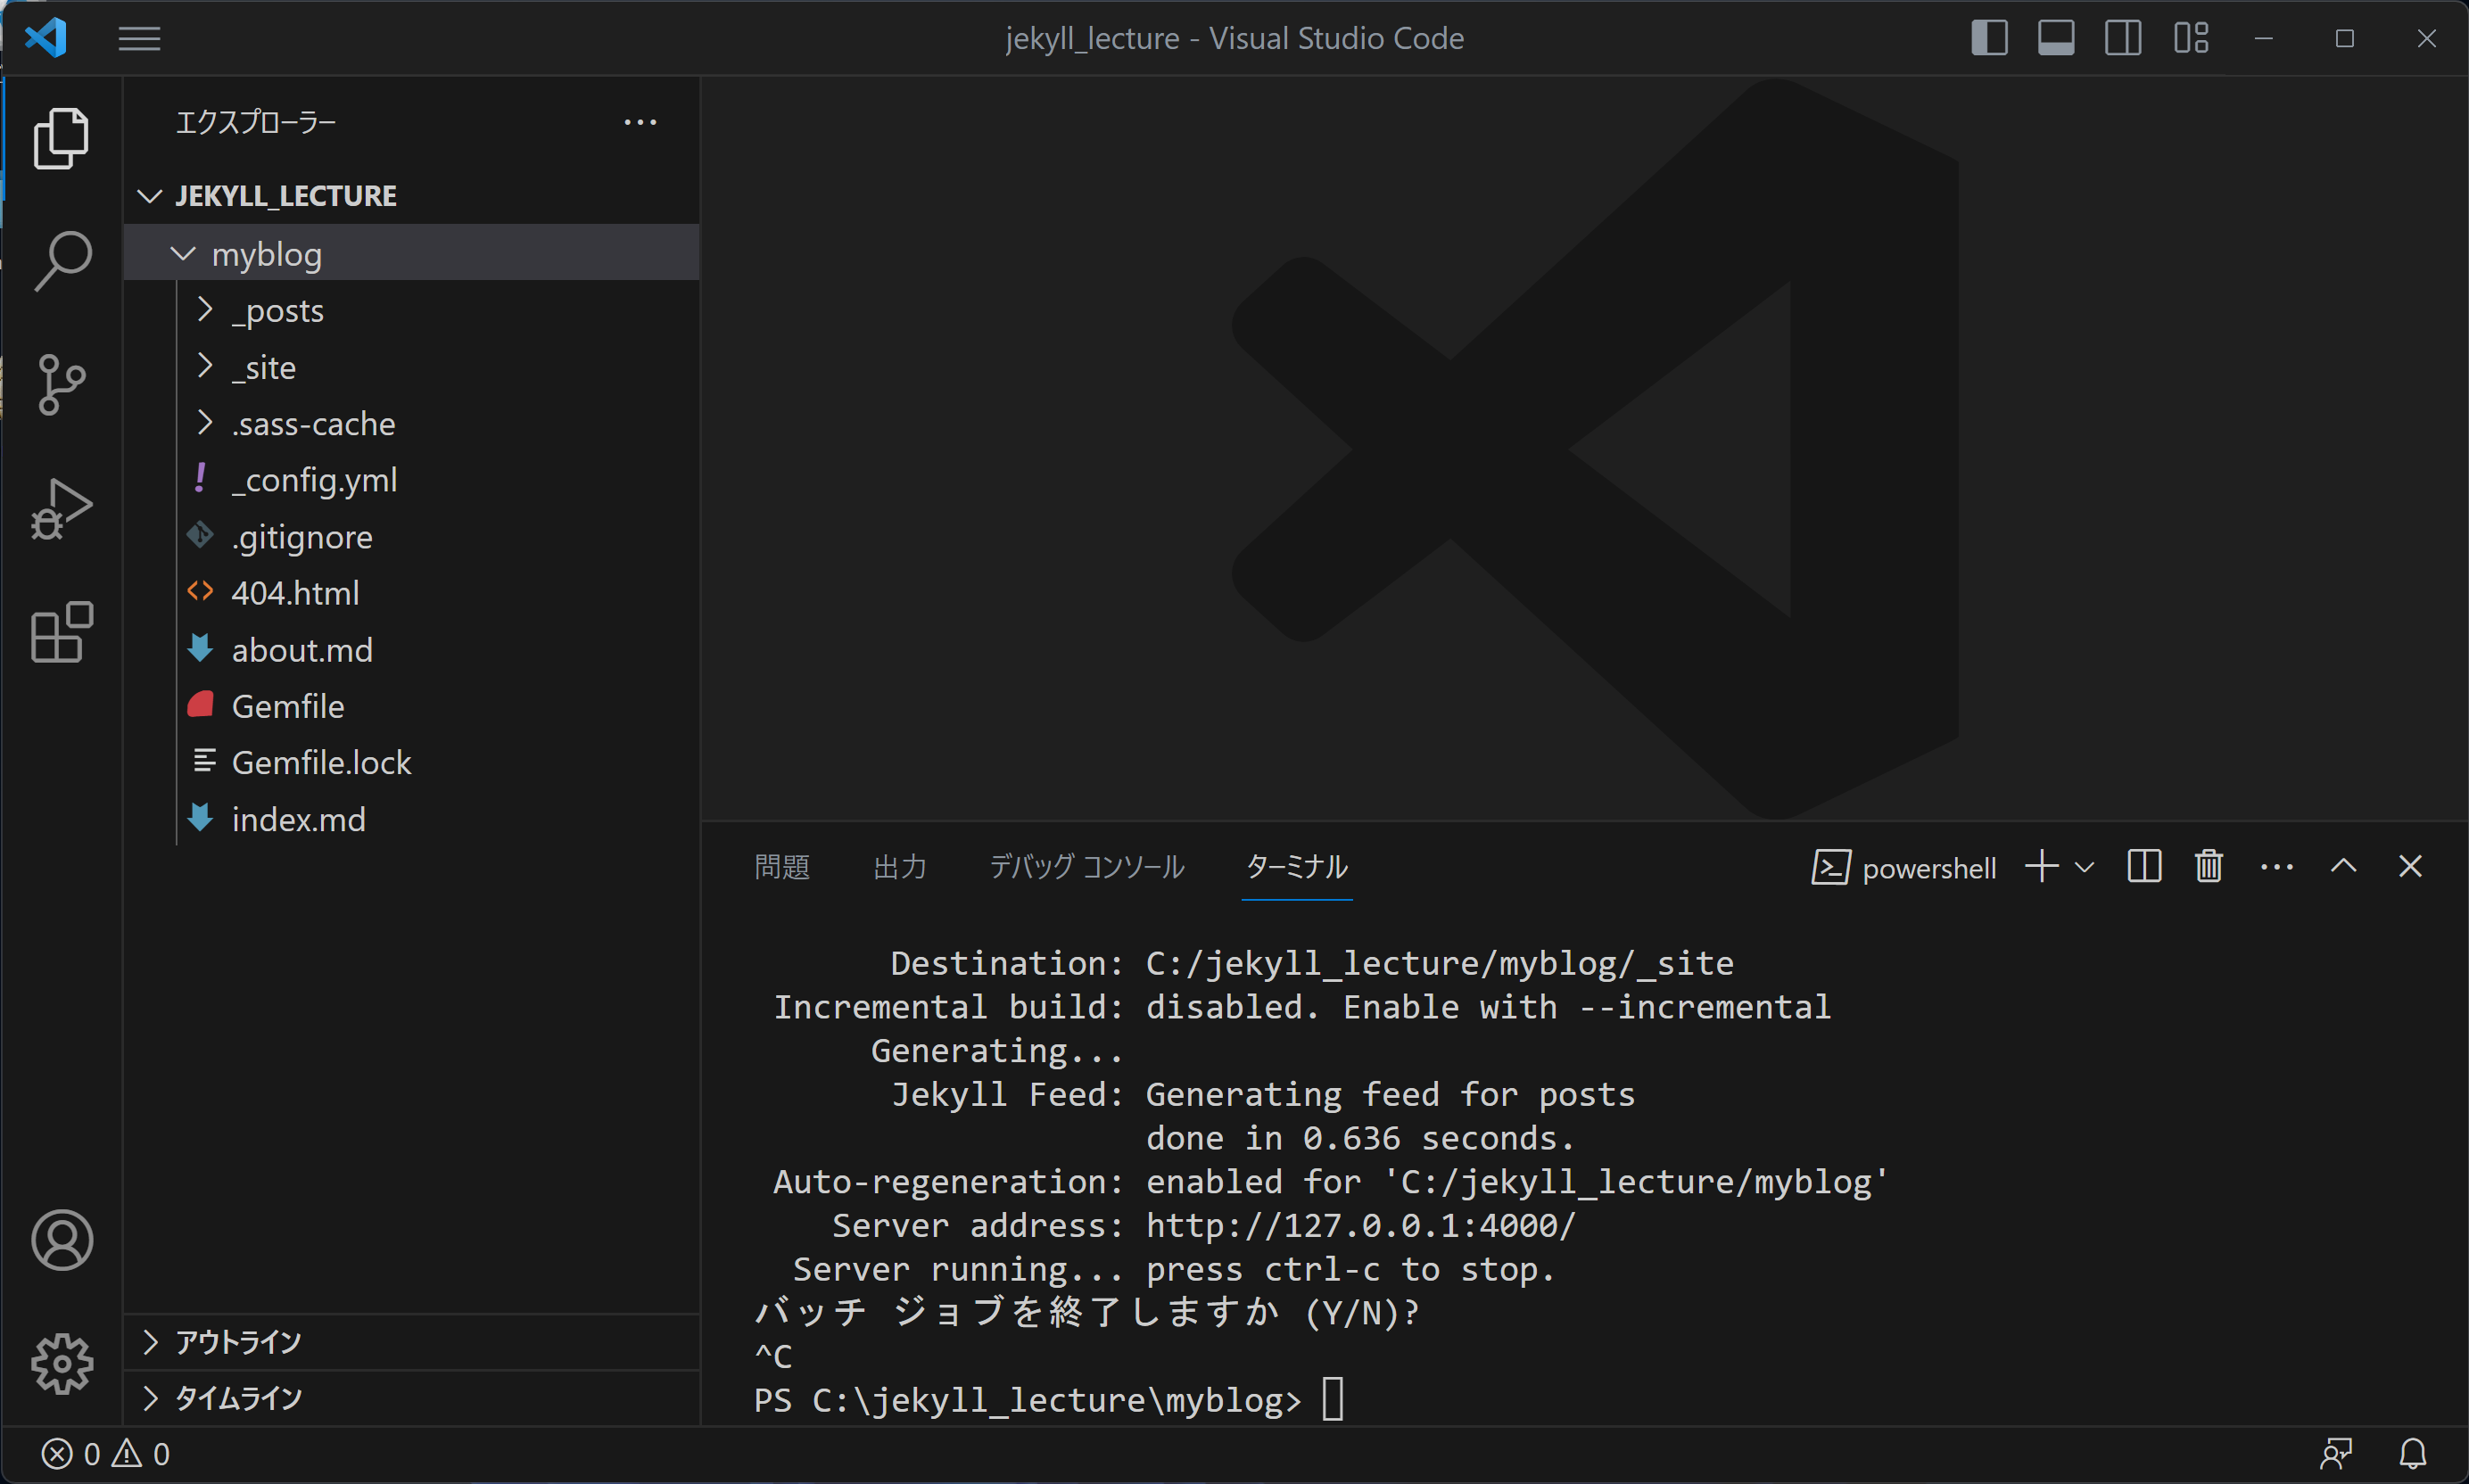 jekyll_lecture - Visual Studio Code
エクスプローラー
JEKYLL_LECTURE
myblog
_posts
_site
.sass-cache
_config.yml
.gitignore
404.html
about.md
Gemfile
Gemfile.lock
index.md
アウトライン
タイムライン
問題 出力 デバッグ コンソール ターミナル powershell
Destination: C:/jekyll_lecture/myblog/_site
Incremental build: disabled. Enable with --incremental
Generating...
Jekyll Feed: Generating feed for posts
done in 0.636 seconds.
Auto-regeneration: enabled for 'C:/jekyll_lecture/myblog'
Server address: http://127.0.0.1:4000/
Server running... press ctrl-c to stop.
バッチ ジョブを終了しますか (Y/N)?
^C
PS C:\jekyll_lecture\myblog>
0 0